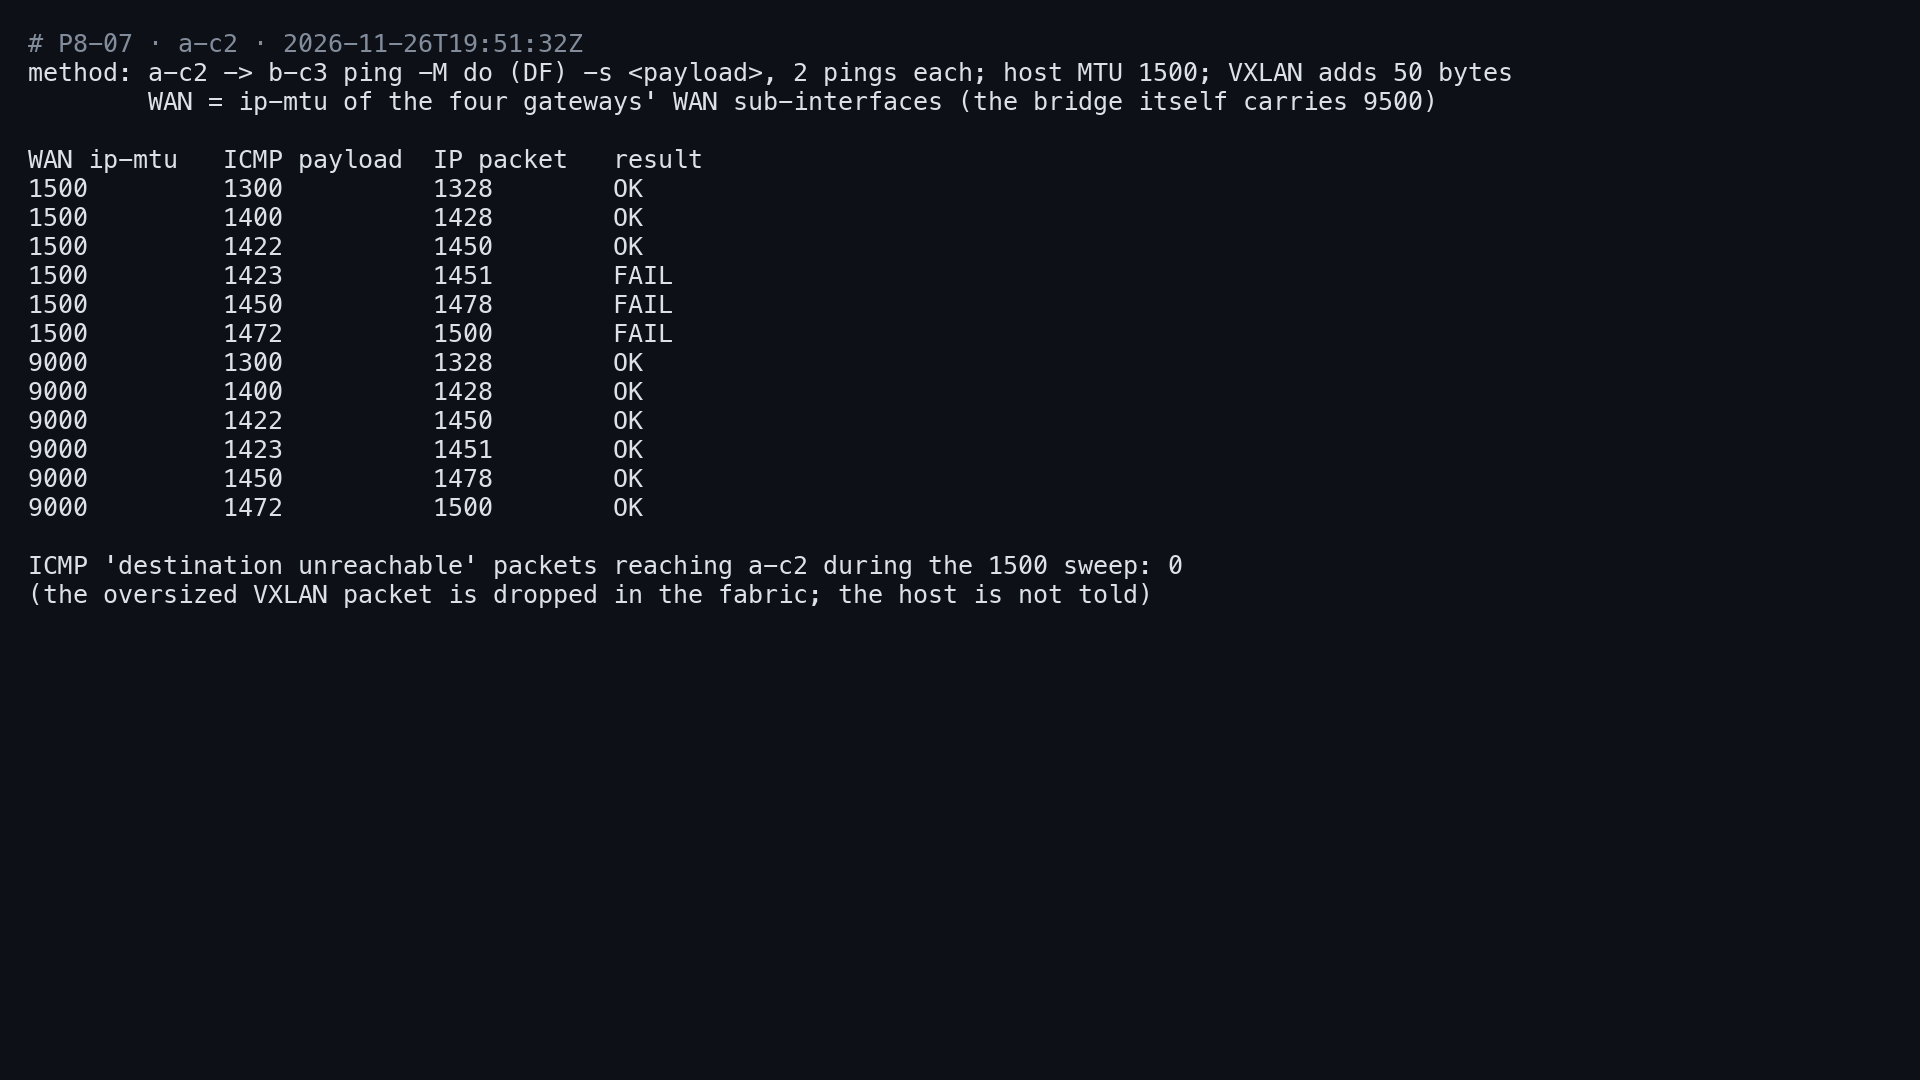 # P8-07 · a-c2 · 2026-11-26T19:51:32Z
method: a-c2 -> b-c3 ping -M do (DF) -s <payload>, 2 pings each; host MTU 1500; VXLAN adds 50 bytes
        WAN = ip-mtu of the four gateways' WAN sub-interfaces (the bridge itself carries 9500)

WAN ip-mtu   ICMP payload  IP packet   result
1500         1300          1328        OK
1500         1400          1428        OK
1500         1422          1450        OK
1500         1423          1451        FAIL
1500         1450          1478        FAIL
1500         1472          1500        FAIL
9000         1300          1328        OK
9000         1400          1428        OK
9000         1422          1450        OK
9000         1423          1451        OK
9000         1450          1478        OK
9000         1472          1500        OK

ICMP 'destination unreachable' packets reaching a-c2 during the 1500 sweep: 0
(the oversized VXLAN packet is dropped in the fabric; the host is not told)